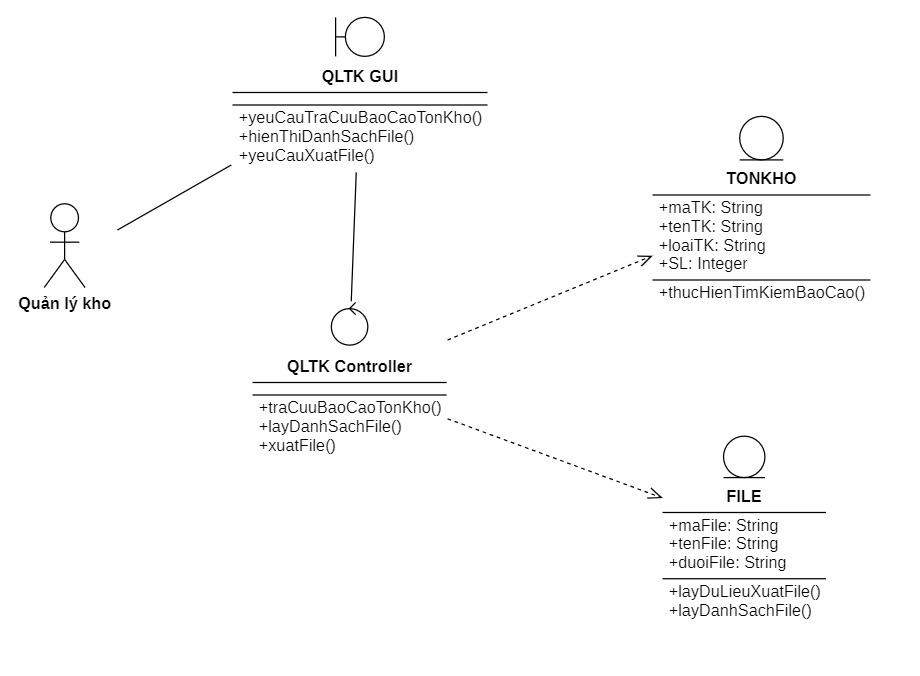 QLTK GUI
+yeuCauTraCuuBaoCaoTonKho()
+hienThiDanhSachFile()
+yeuCauXuatFile()
Quản lý kho
QLTK Controller
+traCuuBaoCaoTonKho()
+layDanhSachFile()
+xuatFile()
TONKHO
+maTK: String
+tenTK: String
+loaiTK: String
+SL: Integer
+thucHienTimKiemBaoCao()
FILE
+maFile: String
+tenFile: String
+duoiFile: String
+layDuLieuXuatFile()
+layDanhSachFile()